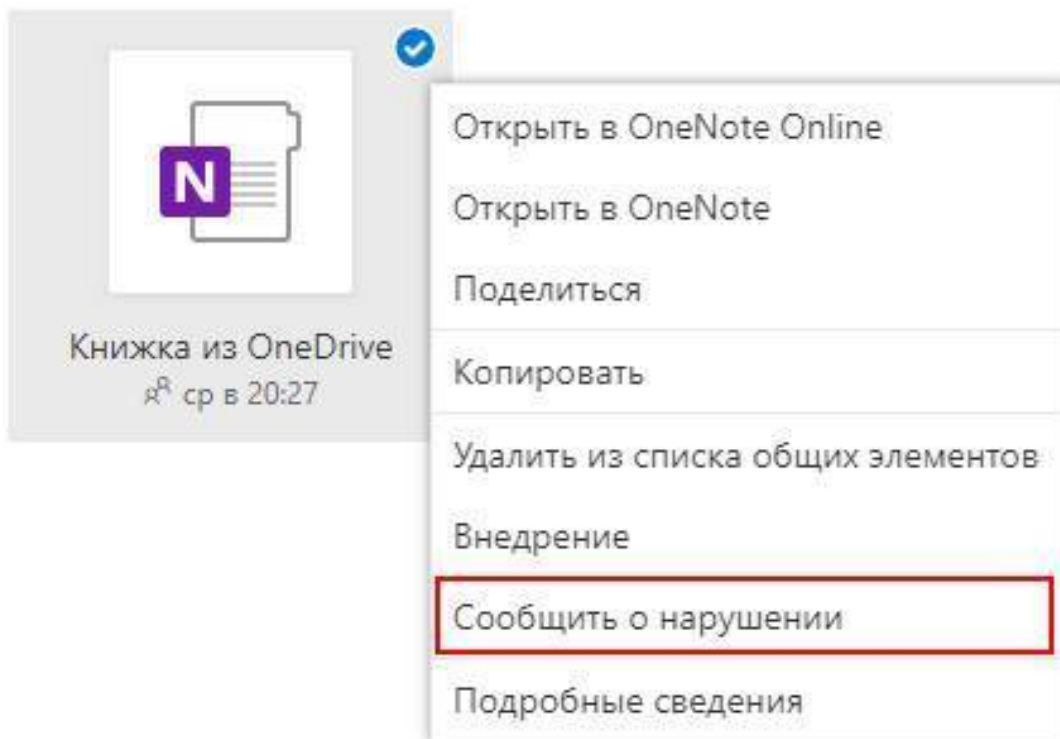 N
Книжка из OneDrive
ср в 20:27
Открыть в OneNote Online
Открыть в OneNote
Поделиться
Копировать
Удалить из списка общих элементов
Внедрение
Сообщить о нарушении
Подробные сведения